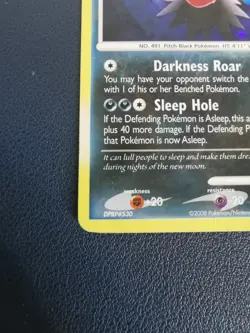 NO. 491 Pitch-Black Pokémon HT: 4'11"
Darkness Roar
You may have your opponent switch the
with 1 of his or her Benched Pokémon.
Sleep Hole
If the Defending Pokémon is Asleep, this a
plus 40 more damage. If the Defending P
that Pokémon is now Asleep.
It can lull people to sleep and make them dre
during nights of the new moon.
weakness resistance
+20 -20
DPBP#530 ©2008 Pokémon/Nint